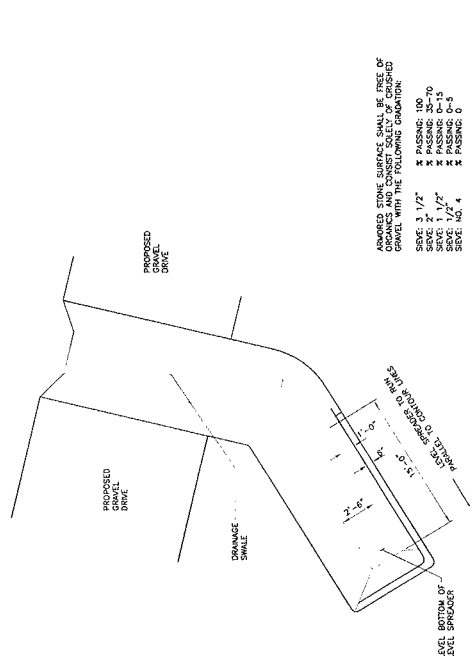 PROPOSED
GRAVEL
DRIVE
PROPOSED
GRAVEL
DRIVE
DRAINAGE
SWALE
ARMORED STONE SURFACE SHALL BE FREE OF
ORGANICS AND CONSIST SOLELY OF CRUSHED
GRAVEL WITH THE FOLLOWING GRADATION:
SIEVE: 3 1/2" % PASSING: 100
SIEVE: 2" % PASSING: 35-70
SIEVE: 1 1/2" % PASSING: 0-15
SIEVE: 1/2" % PASSING: 0-5
SIEVE: NO. 4 % PASSING: 0
LEVEL SPREADER TO RUN
PARALLEL TO CONTOUR LINES
1'-0"
6"
15'-0"
2'-6"
LEVEL BOTTOM OF
LEVEL SPREADER